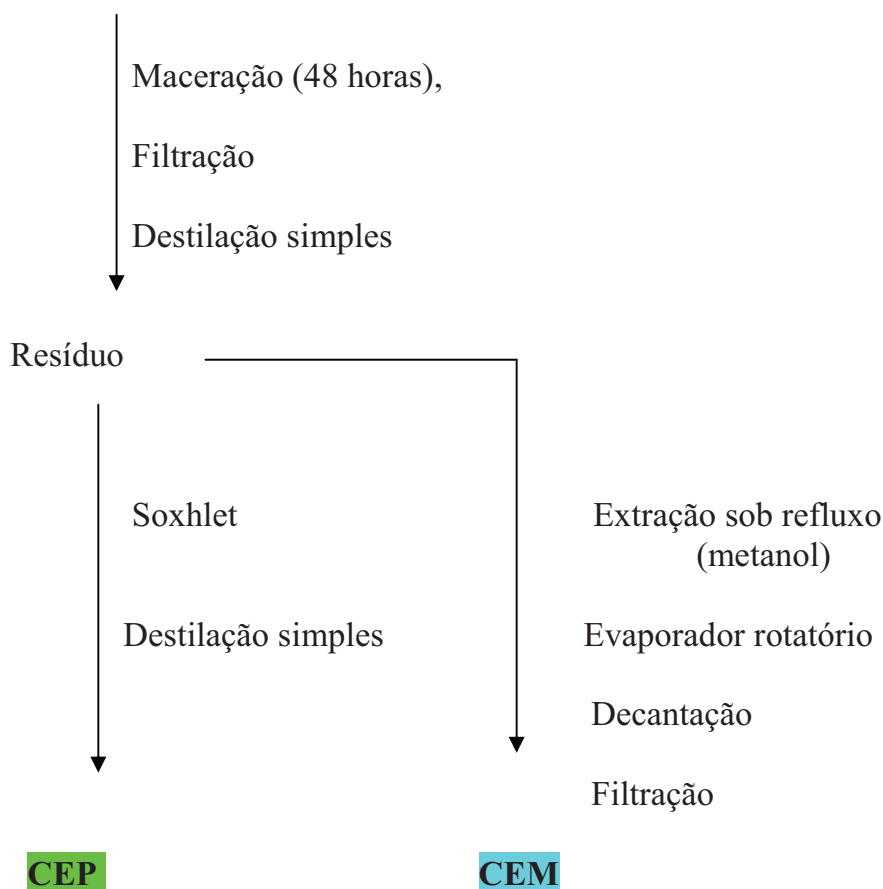 Maceração (48 horas),
Filtração
Destilação simples
Resíduo
Soxhlet
Destilação simples
Extração sob refluxo
(metanol)
Evaporador rotatório
Decantação
Filtração
CEP
CEM